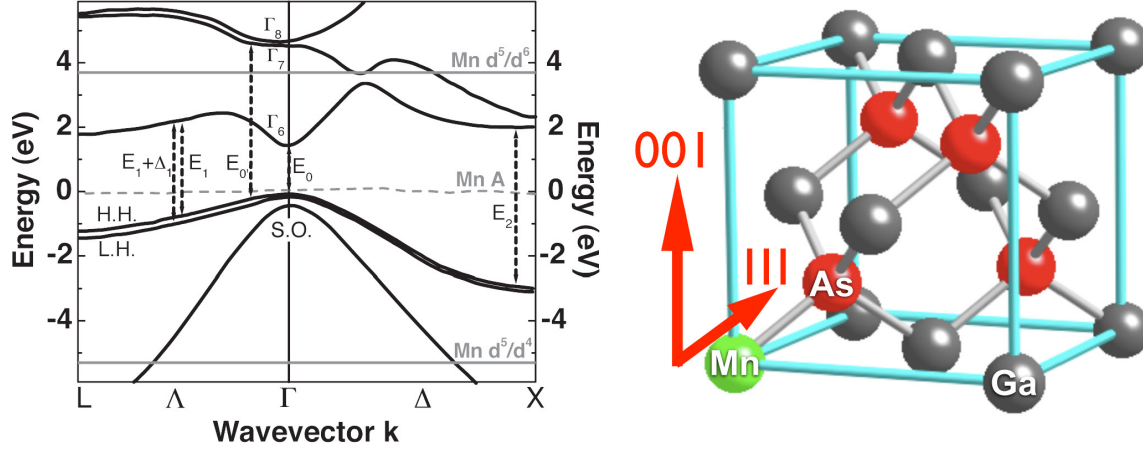 Energy (eV)
4
2
0
-2
-4
Γ₈
Γ₇
Mn d⁵/d⁶
Γ₆
E₁+Δ₁
E₁
E₀'
E₀
Mn A
H.H.
L.H.
S.O.
E₂
Mn d⁵/d⁴
4
2
0
-2
-4
Energy (eV)
L
Λ
Γ
Δ
X
Wavevector k
001
111
As
Mn
Ga